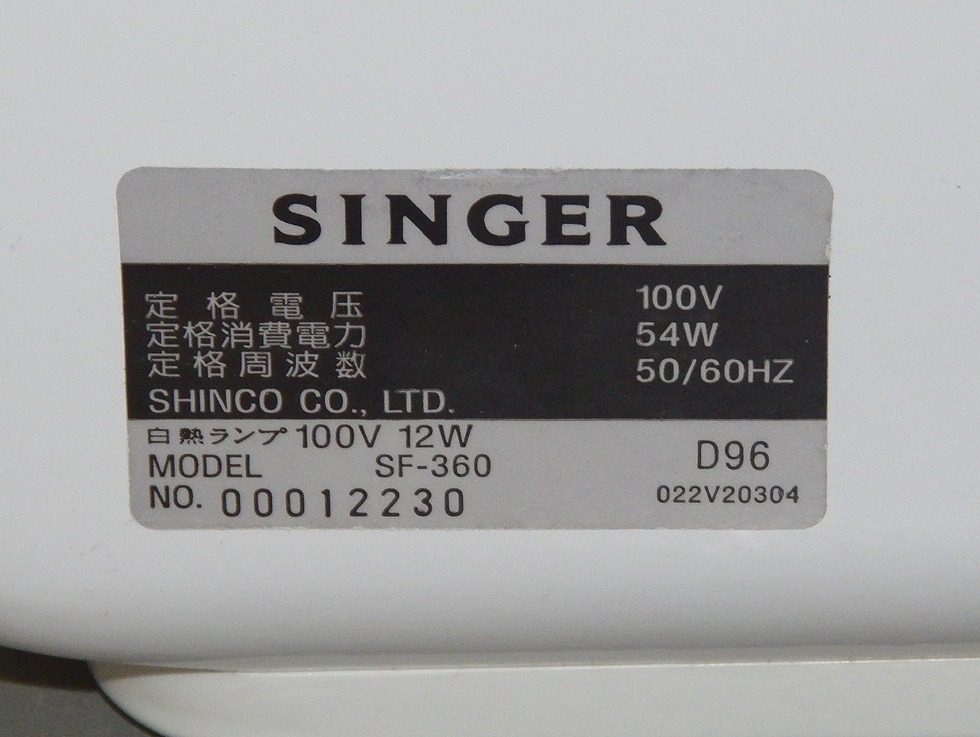 SINGER
定格電圧 100V
定格消費電力 54W
定格周波数 50/60HZ
SHINCO CO., LTD.
白熱ランプ 100V 12W
MODEL SF-360 D96
NO. 00012230 022V20304